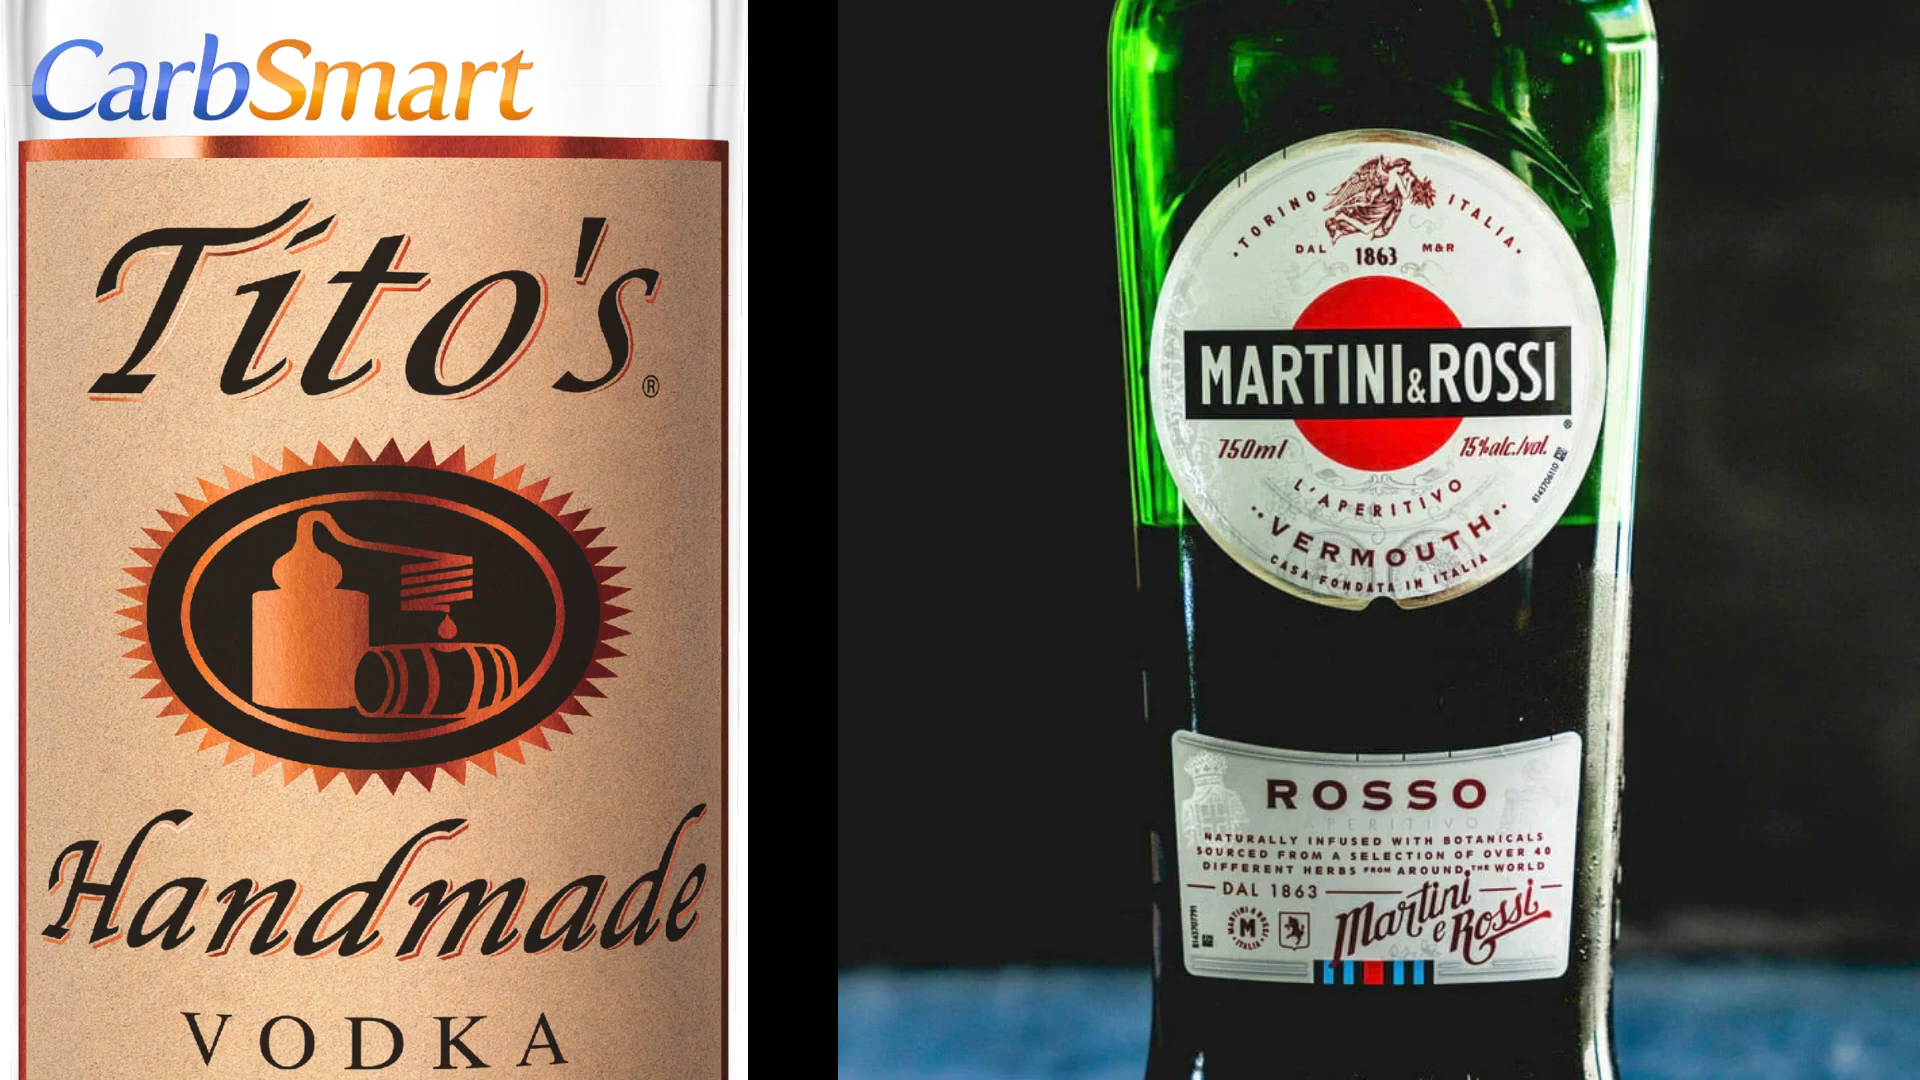 CarbSmart
Tito's®
Handmade
VODKA
·TORINO ITALIA·
DAL 1863 M&R
MARTINI&ROSSI®
750ml 15%alc./vol.
L'APERITIVO
··VERMOUTH··
CASA FONDATA IN ITALIA
ROSSO
APERITIVO
NATURALLY INFUSED WITH BOTANICALS
SOURCED FROM A SELECTION OF OVER 40
DIFFERENT HERBS FROM AROUND THE WORLD
DAL 1863
Martini
e Rossi
M